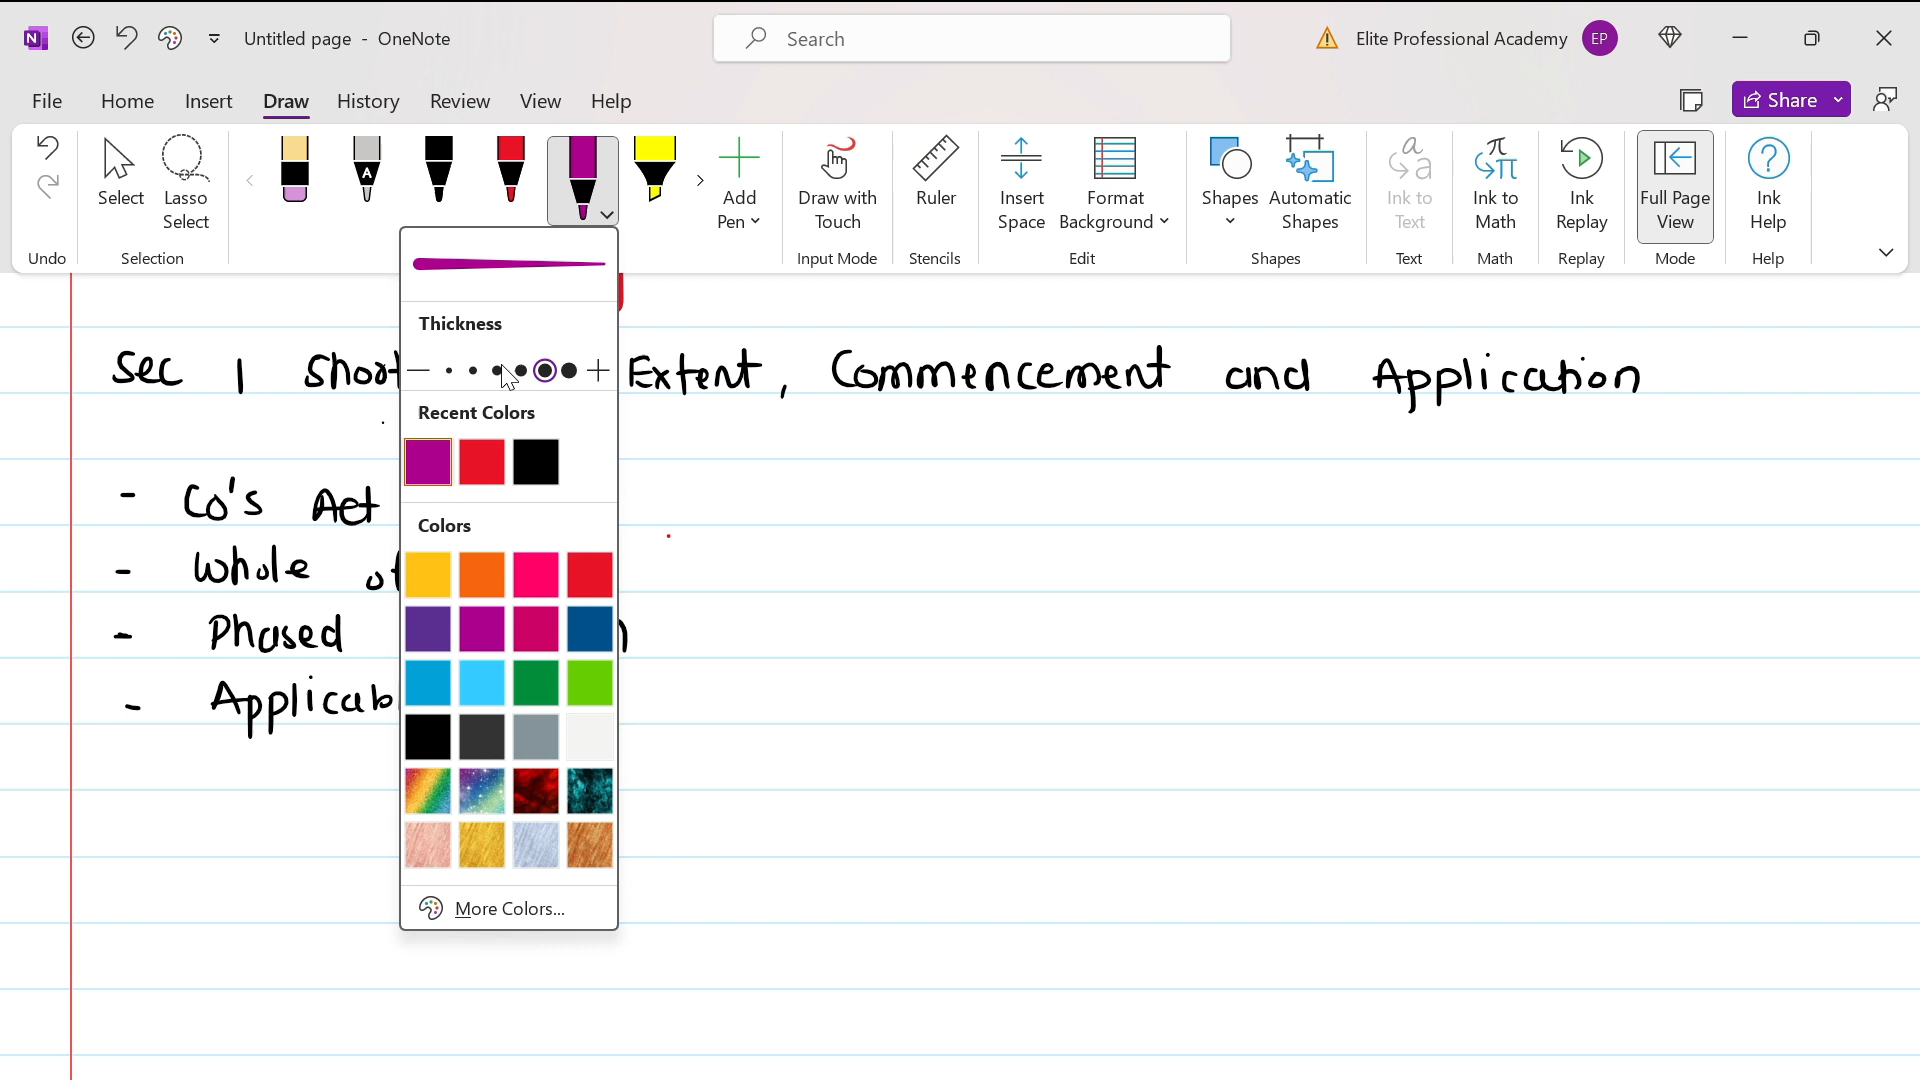 Untitled page - OneNote
Search
Elite Professional Academy EP
File Home Insert Draw History Review View Help
Share
Select
Lasso Select
A
Add Pen
Draw with Touch
Ruler
Insert Space
Format Background
Shapes
Automatic Shapes
Ink to Text
Ink to Math
Ink Replay
Full Page View
Ink Help
Undo Selection Input Mode Stencils Edit Shapes Text Math Replay Mode Help
Thickness
Recent Colors
Colors
More Colors...
Sec 1 Short Extent, Commencement and Application
- Co's Act
- Whole of
- Phased
- Applicab